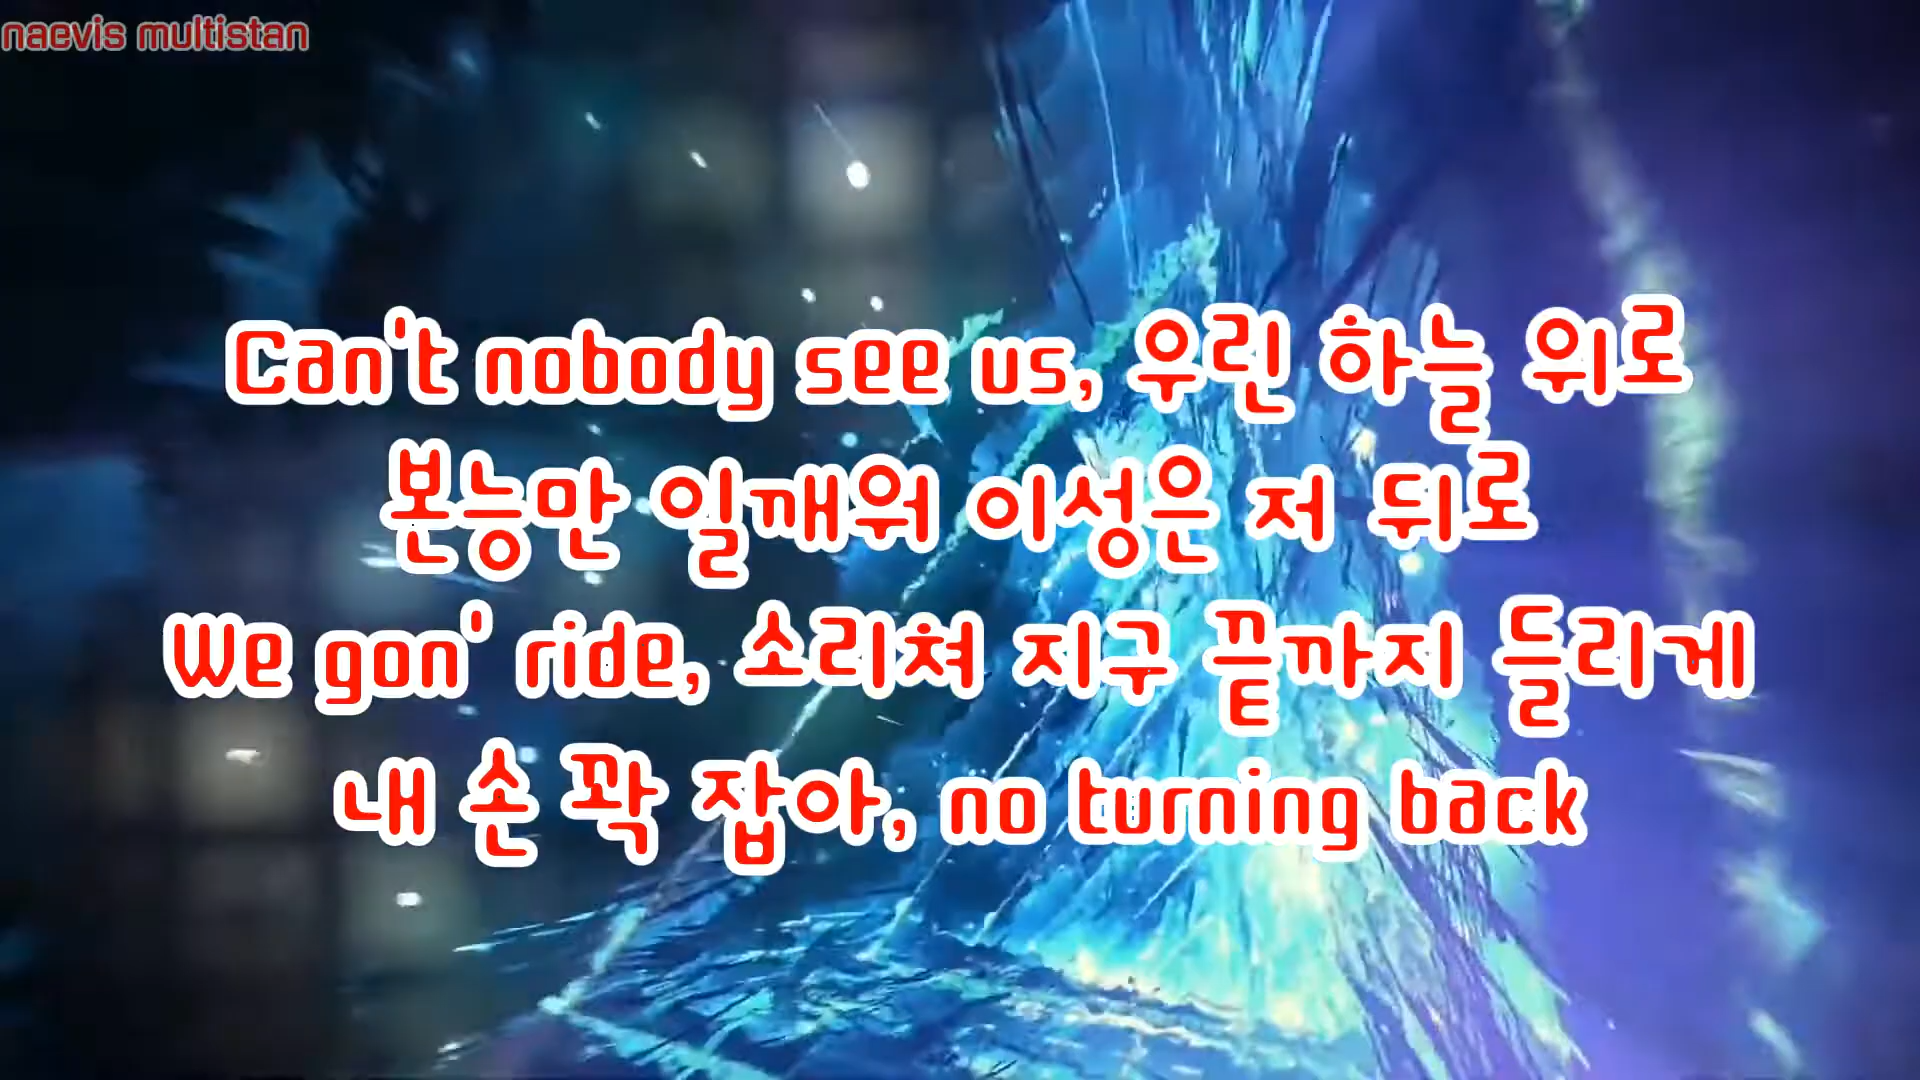 naevis multistan
Can't nobody see us, 우린 하늘 위로
본능만 일깨워 이성은 저 뒤로
We gon' ride, 소리쳐 지구 끝까지 들리게
내 손 꽉 잡아, no turning back